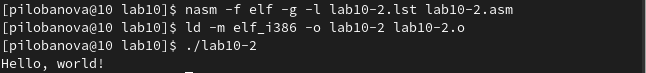 [pilobanova@10 lab10]$ nasm -f elf -g -l lab10-2.lst lab10-2.asm
[pilobanova@10 lab10]$ ld -m elf_i386 -o lab10-2 lab10-2.o
[pilobanova@10 lab10]$ ./lab10-2
Hello, world!